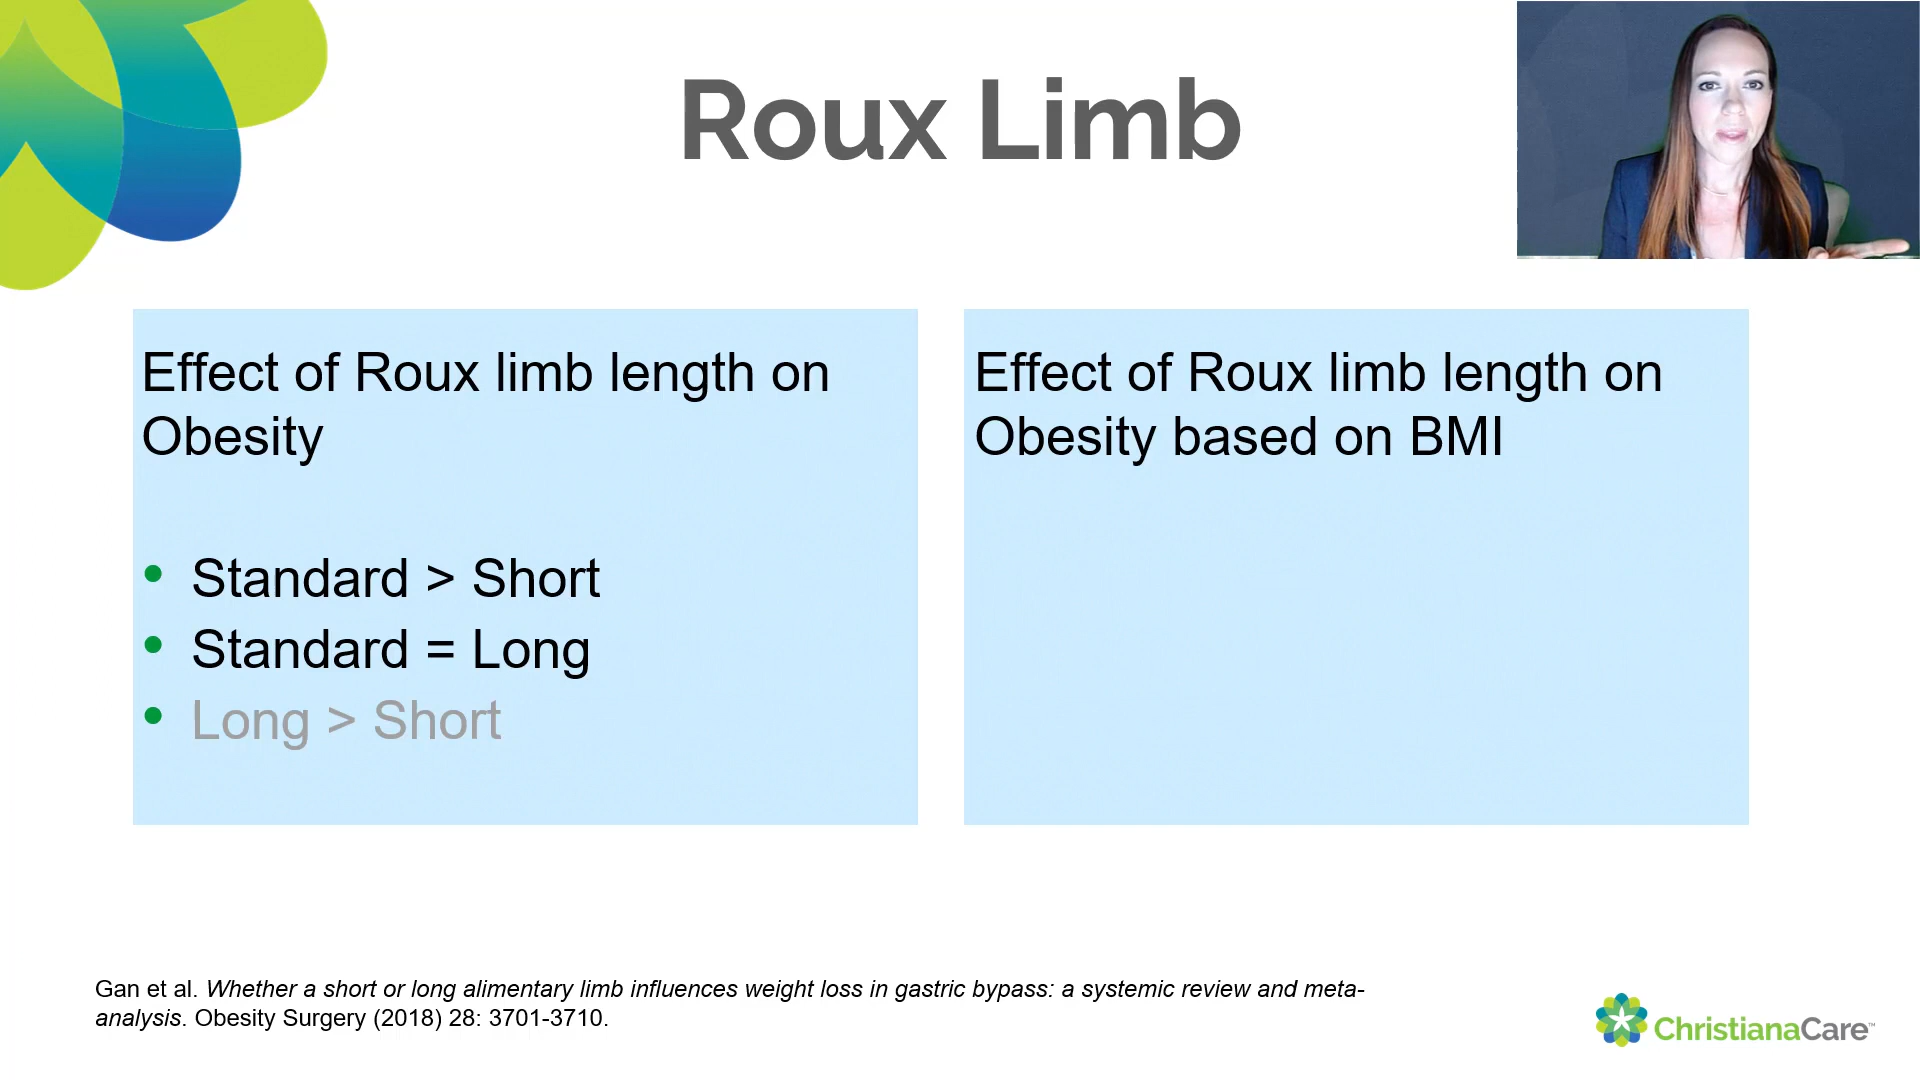 Roux Limb
Effect of Roux limb length on
Obesity
• Standard > Short
• Standard = Long
• Long > Short
Effect of Roux limb length on
Obesity based on BMI
Gan et al. Whether a short or long alimentary limb influences weight loss in gastric bypass: a systemic review and meta-
analysis. Obesity Surgery (2018) 28: 3701-3710.
ChristianaCare™